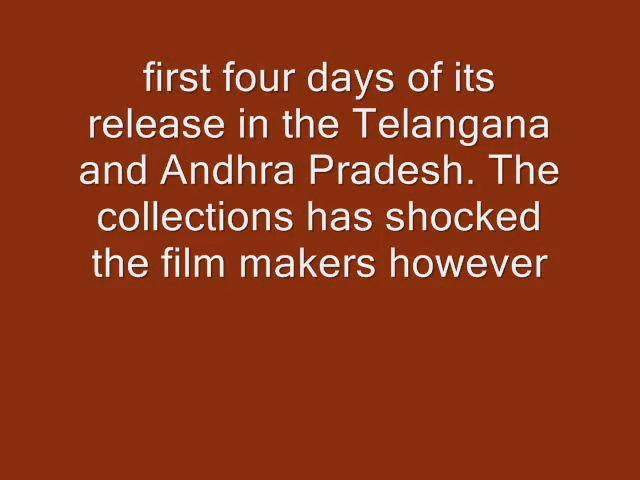 first four days of its
release in the Telangana
and Andhra Pradesh. The
collections has shocked
the film makers however